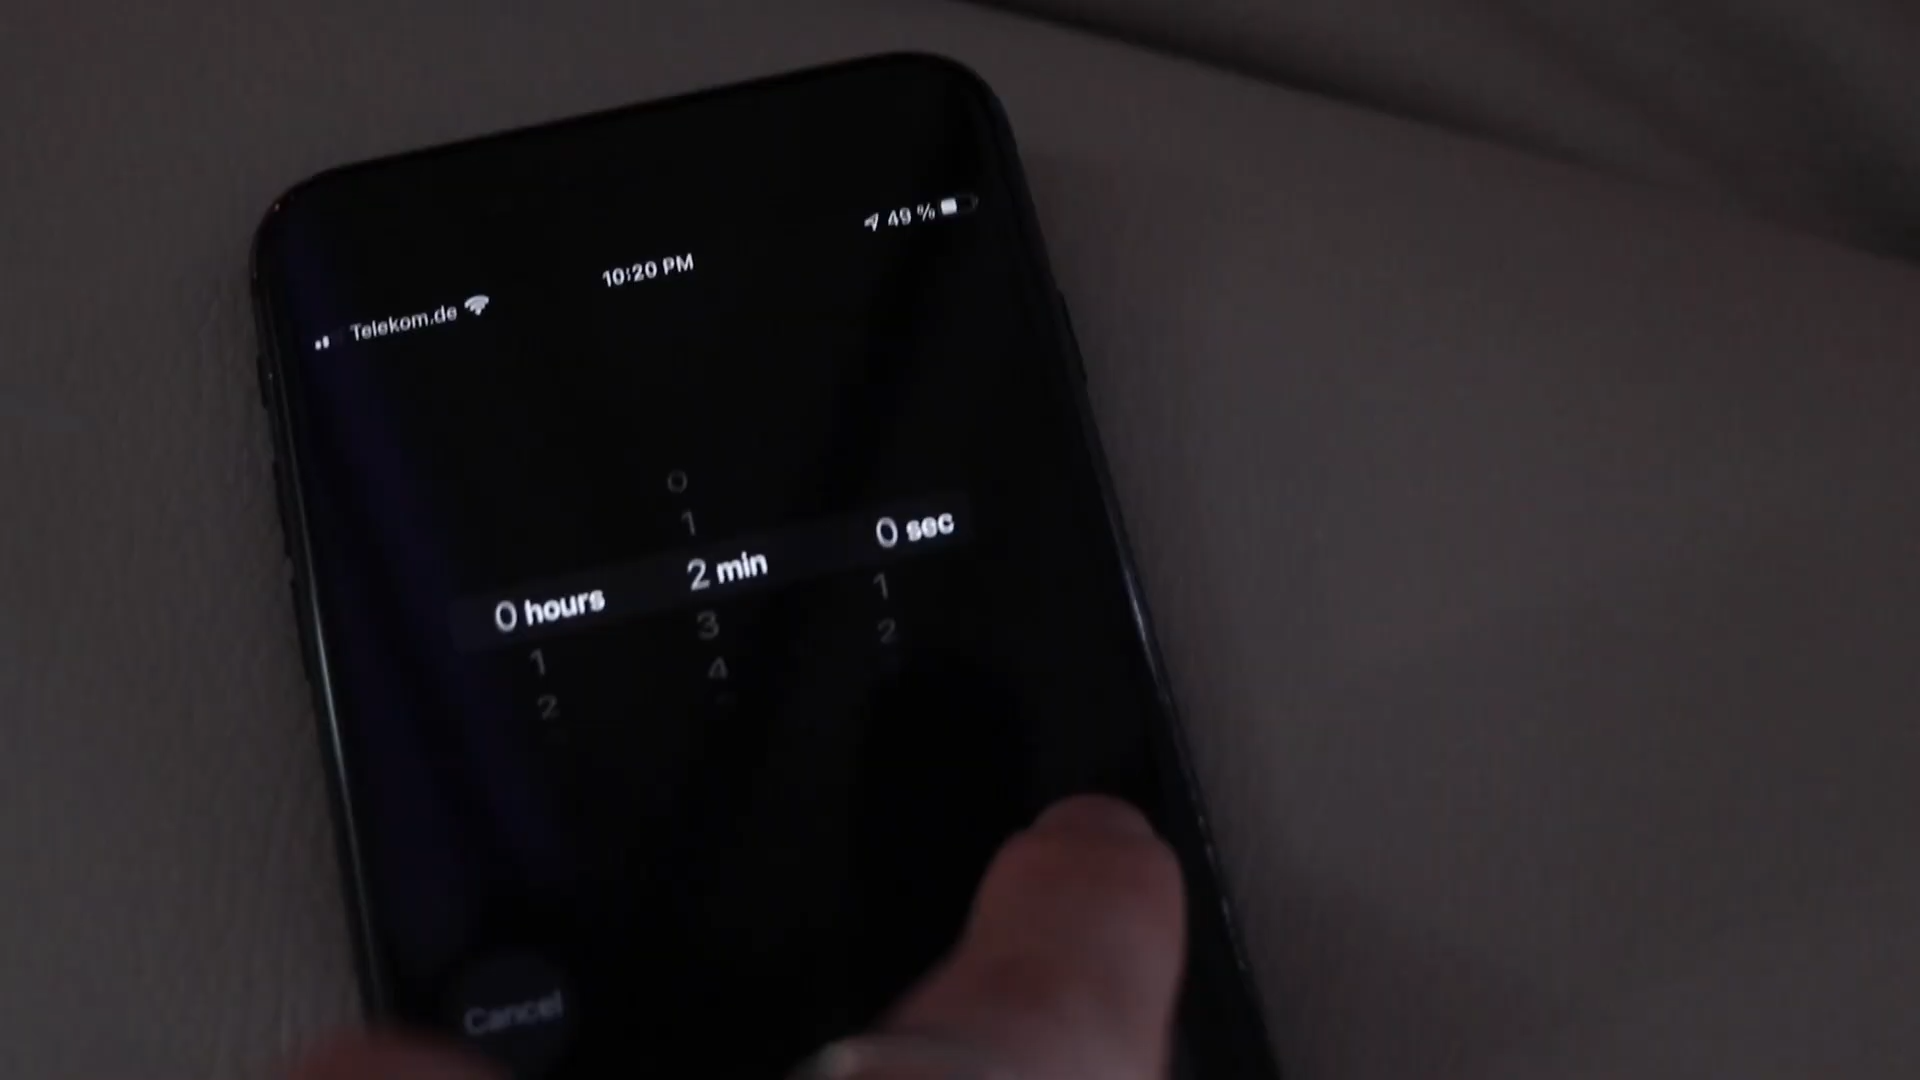 Telekom.de
10:20 PM
49 %
0
1
0 hours 2 min 0 sec
1 3 1
2 4 2
Cancel